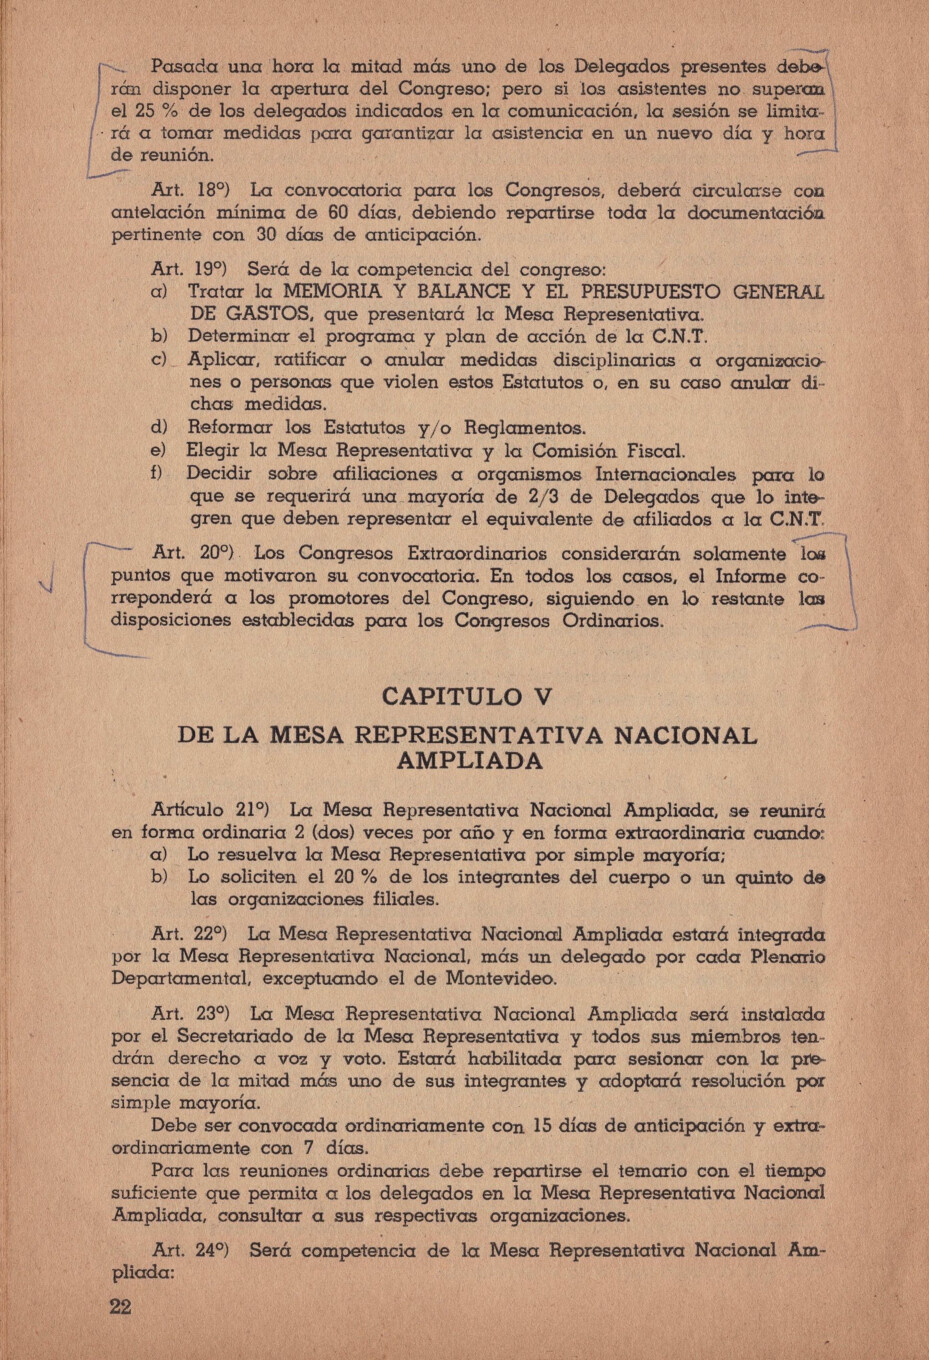 Pasada una hora la mitad más uno de los Delegados presentes debe-
rán disponer la apertura del Congreso; pero si los asistentes no superan
el 25 % de los delegados indicados en la comunicación, la sesión se limita-
rá a tomar medidas para garantizar la asistencia en un nuevo día y hora
de reunión.
Art. 18º) La convocatoria para los Congresos, deberá circularse con
antelación mínima de 60 días, debiendo repartirse toda la documentación
pertinente con 30 días de anticipación.
Art. 19º) Será de la competencia del congreso:
a) Tratar la MEMORIA Y BALANCE Y EL PRESUPUESTO GENERAL
DE GASTOS, que presentará la Mesa Representativa.
b) Determinar el programa y plan de acción de la C.N.T.
c) Aplicar, ratificar o anular medidas disciplinarias a organizacio-
nes o personas que violen estos Estatutos o, en su caso anular di-
chas medidas.
d) Reformar los Estatutos y/o Reglamentos.
e) Elegir la Mesa Representativa y la Comisión Fiscal.
f) Decidir sobre afiliaciones a organismos Internacionales para lo
que se requerirá una mayoría de 2/3 de Delegados que lo inte-
gren que deben representar el equivalente de afiliados a la C.N.T.
Art. 20º) Los Congresos Extraordinarios considerarán solamente los
puntos que motivaron su convocatoria. En todos los casos, el Informe co-
rreponderá a los promotores del Congreso, siguiendo en lo restante las
disposiciones establecidas para los Congresos Ordinarios.
CAPITULO V
DE LA MESA REPRESENTATIVA NACIONAL
AMPLIADA
Artículo 21º) La Mesa Representativa Nacional Ampliada, se reunirá
en forma ordinaria 2 (dos) veces por año y en forma extraordinaria cuando:
a) Lo resuelva la Mesa Representativa por simple mayoría;
b) Lo soliciten el 20 % de los integrantes del cuerpo o un quinto de
las organizaciones filiales.
Art. 22º) La Mesa Representativa Nacional Ampliada estará integrada
por la Mesa Representativa Nacional, más un delegado por cada Plenario
Departamental, exceptuando el de Montevideo.
Art. 23º) La Mesa Representativa Nacional Ampliada será instalada
por el Secretariado de la Mesa Representativa y todos sus miembros ten-
drán derecho a voz y voto. Estará habilitada para sesionar con la pre-
sencia de la mitad más uno de sus integrantes y adoptará resolución por
simple mayoría.
Debe ser convocada ordinariamente con 15 días de anticipación y extra-
ordinariamente con 7 días.
Para las reuniones ordinarias debe repartirse el temario con el tiempo
suficiente que permita a los delegados en la Mesa Representativa Nacional
Ampliada, consultar a sus respectivas organizaciones.
Art. 24º) Será competencia de la Mesa Representativa Nacional Am-
pliada:
22